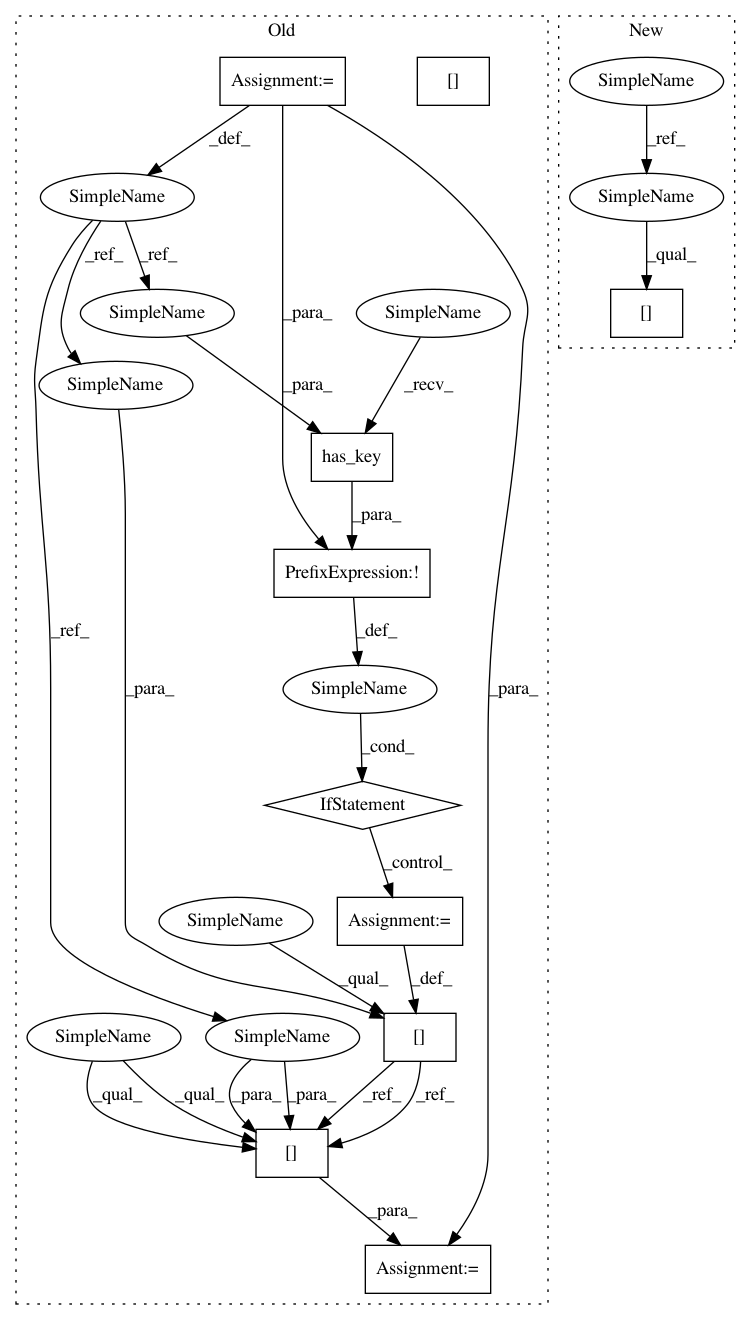 Old
New
Assignment:=
[]
SimpleName
_def_
_ref_
SimpleName
SimpleName
_ref_
_ref_
_qual_
SimpleName
SimpleName
[]
_para_
SimpleName
_para_
_recv_
has_key
_para_
PrefixExpression:!
_ref_
_def_
_para_
SimpleName
_para_
_cond_
IfStatement
_control_
SimpleName
Assignment:=
_qual_
_def_
SimpleName
SimpleName
[]
_qual_
_qual_
_para_
_para_
_ref_
_ref_
[]
_para_
Assignment:=